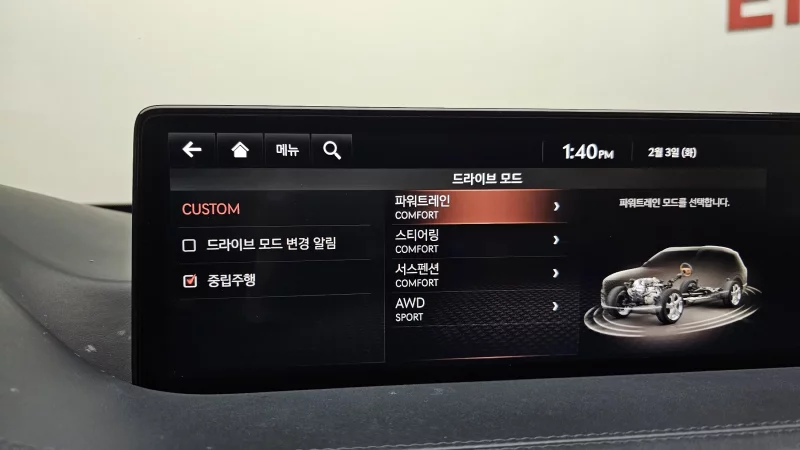 메뉴
1:40PM
2월 3일 (화)
드라이브 모드
CUSTOM
드라이브 모드 변경 알림
중립주행
파워트레인
COMFORT
스티어링
COMFORT
서스펜션
COMFORT
AWD
SPORT
파워트레인 모드를 선택합니다.